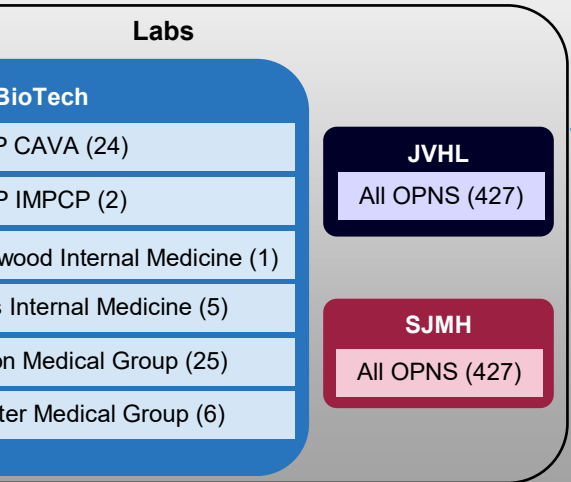 Labs
BioTech
P CAVA (24)
P IMPCP (2)
wood Internal Medicine (1)
s Internal Medicine (5)
on Medical Group (25)
ter Medical Group (6)
JVHL
All OPNS (427)
SJMH
All OPNS (427)